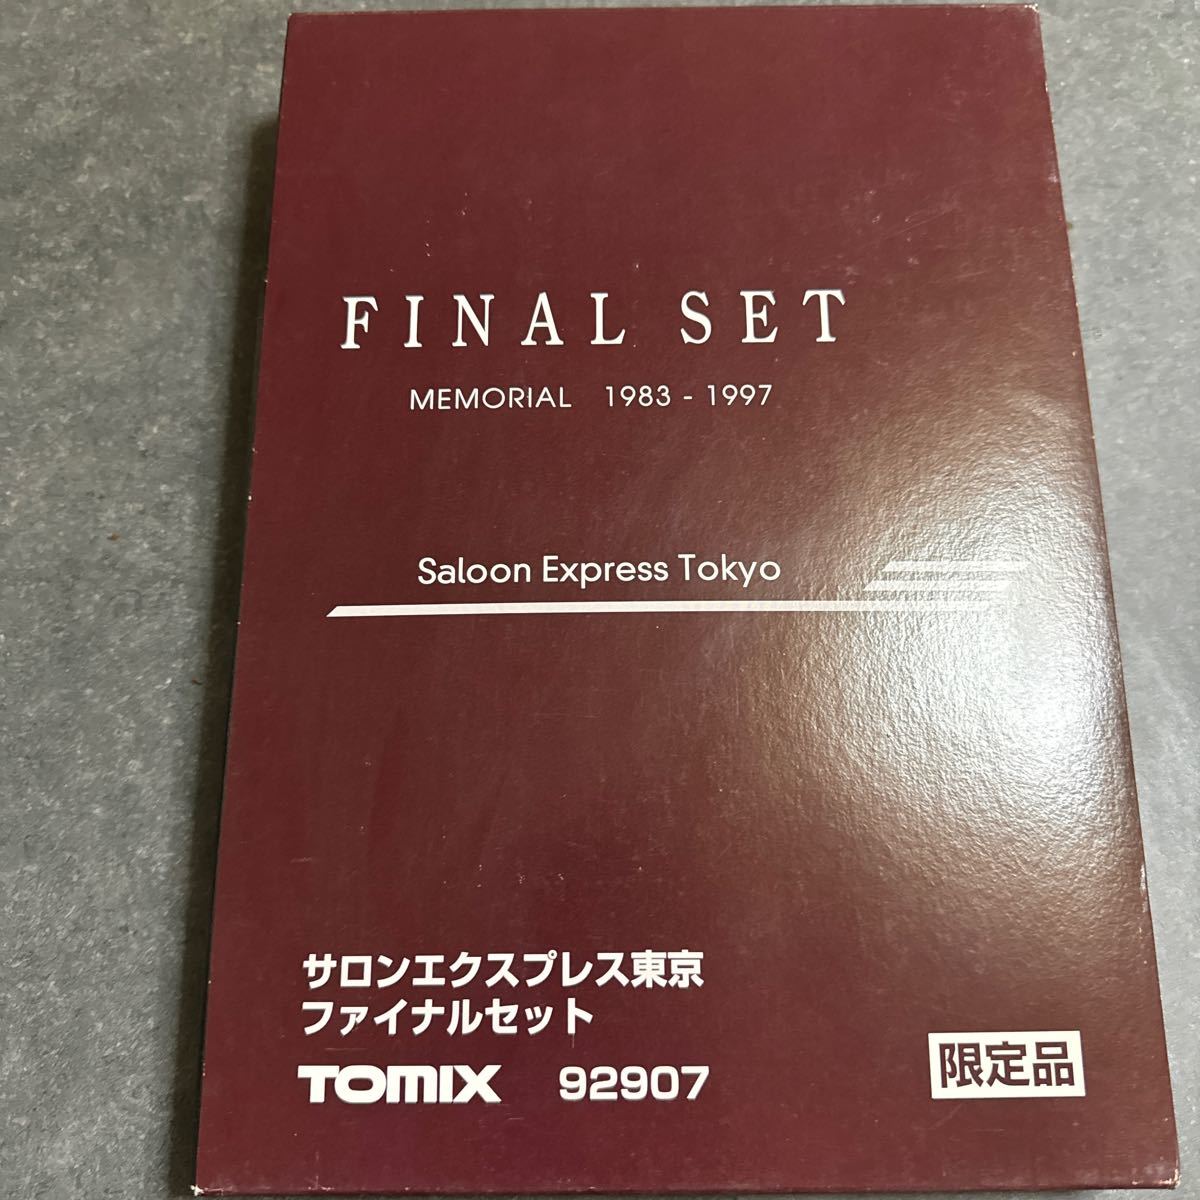 FINAL SET
MEMORIAL 1983 - 1997
Saloon Express Tokyo
サロンエクスプレス東京
ファイナルセット
TOMIX 92907
限定品